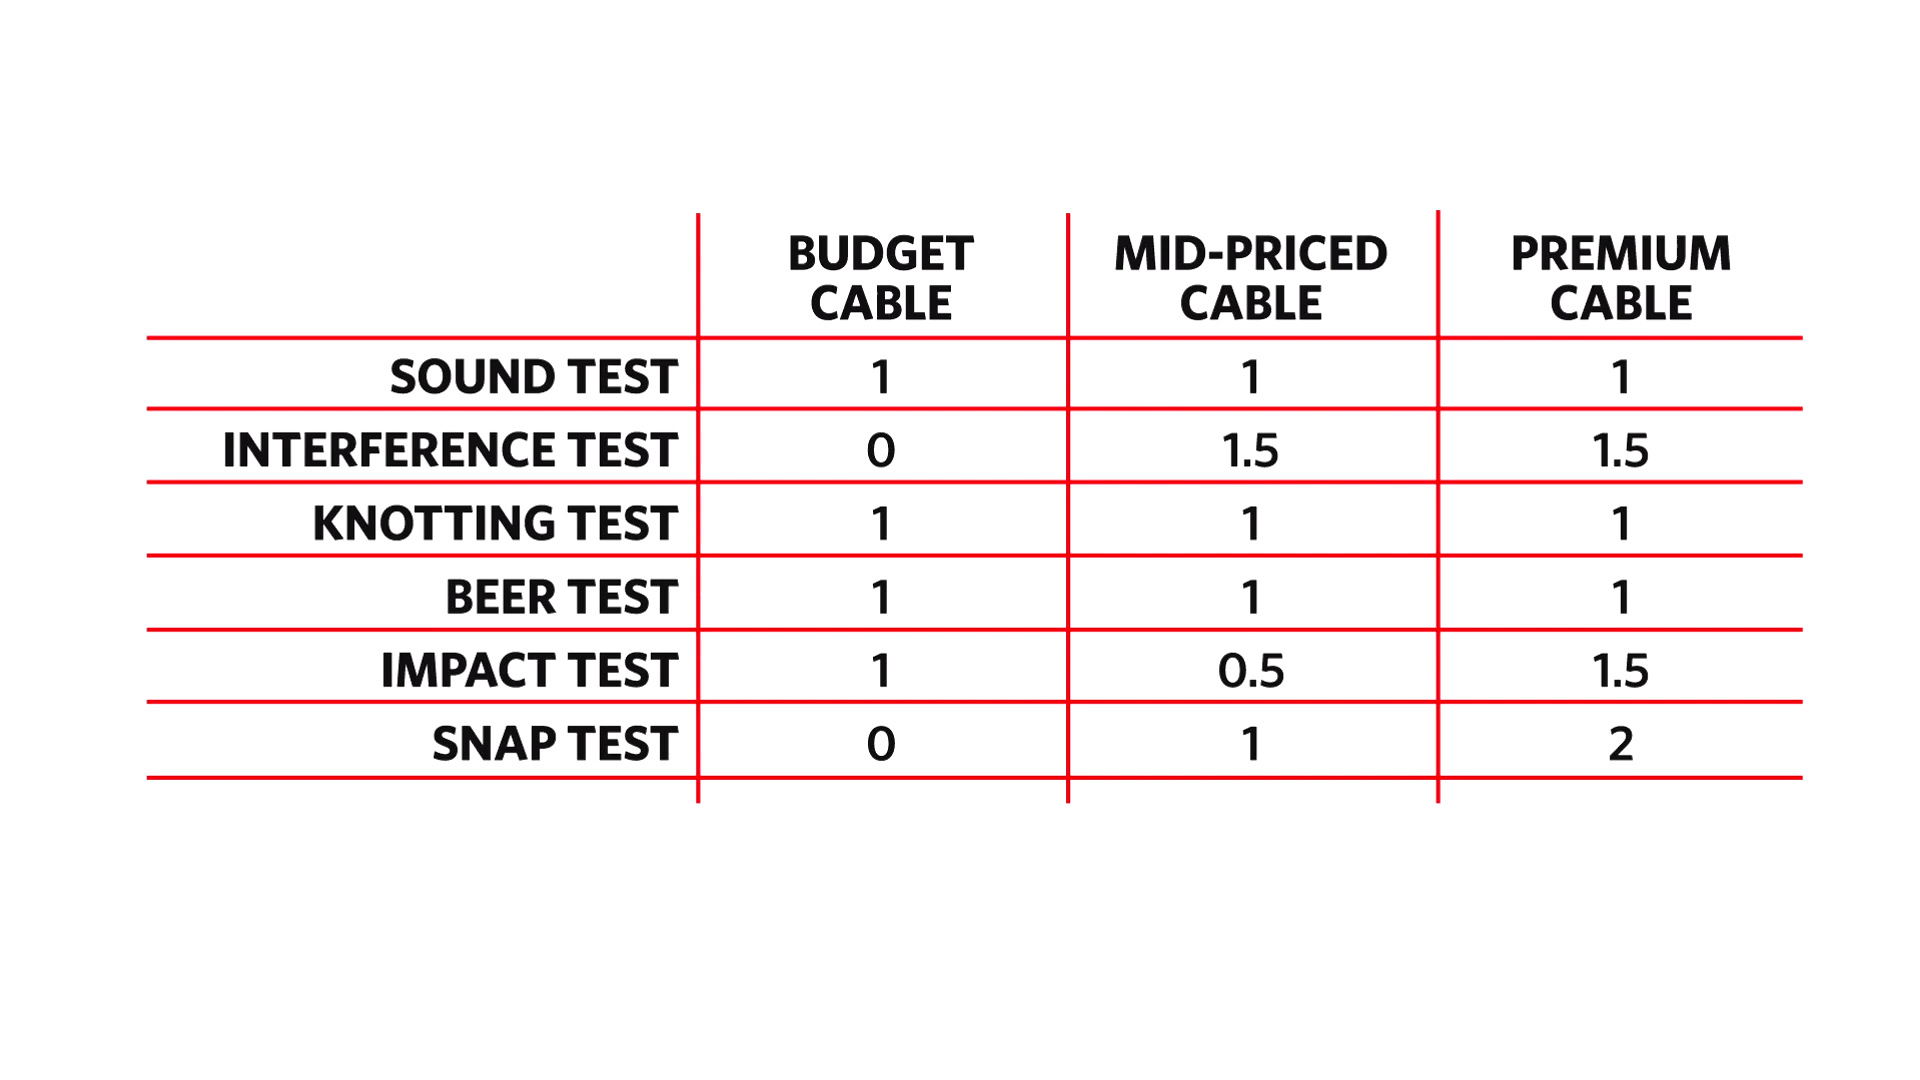 BUDGET CABLE MID-PRICED CABLE PREMIUM CABLE
SOUND TEST 1 1 1
INTERFERENCE TEST 0 1.5 1.5
KNOTTING TEST 1 1 1
BEER TEST 1 1 1
IMPACT TEST 1 0.5 1.5
SNAP TEST 0 1 2